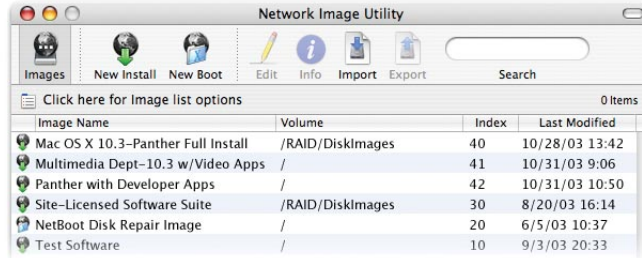 Network Image Utility
Images New Install New Boot Edit Info Import Export Search
Click here for Image list options 0 Items
Image Name Volume Index Last Modified
Mac OS X 10.3-Panther Full Install /RAID/DiskImages 40 10/28/03 13:42
Multimedia Dept-10.3 w/Video Apps / 41 10/31/03 9:06
Panther with Developer Apps / 42 10/31/03 10:50
Site-Licensed Software Suite /RAID/DiskImages 30 8/20/03 16:14
NetBoot Disk Repair Image / 20 6/5/03 10:37
Test Software / 10 9/3/03 20:33